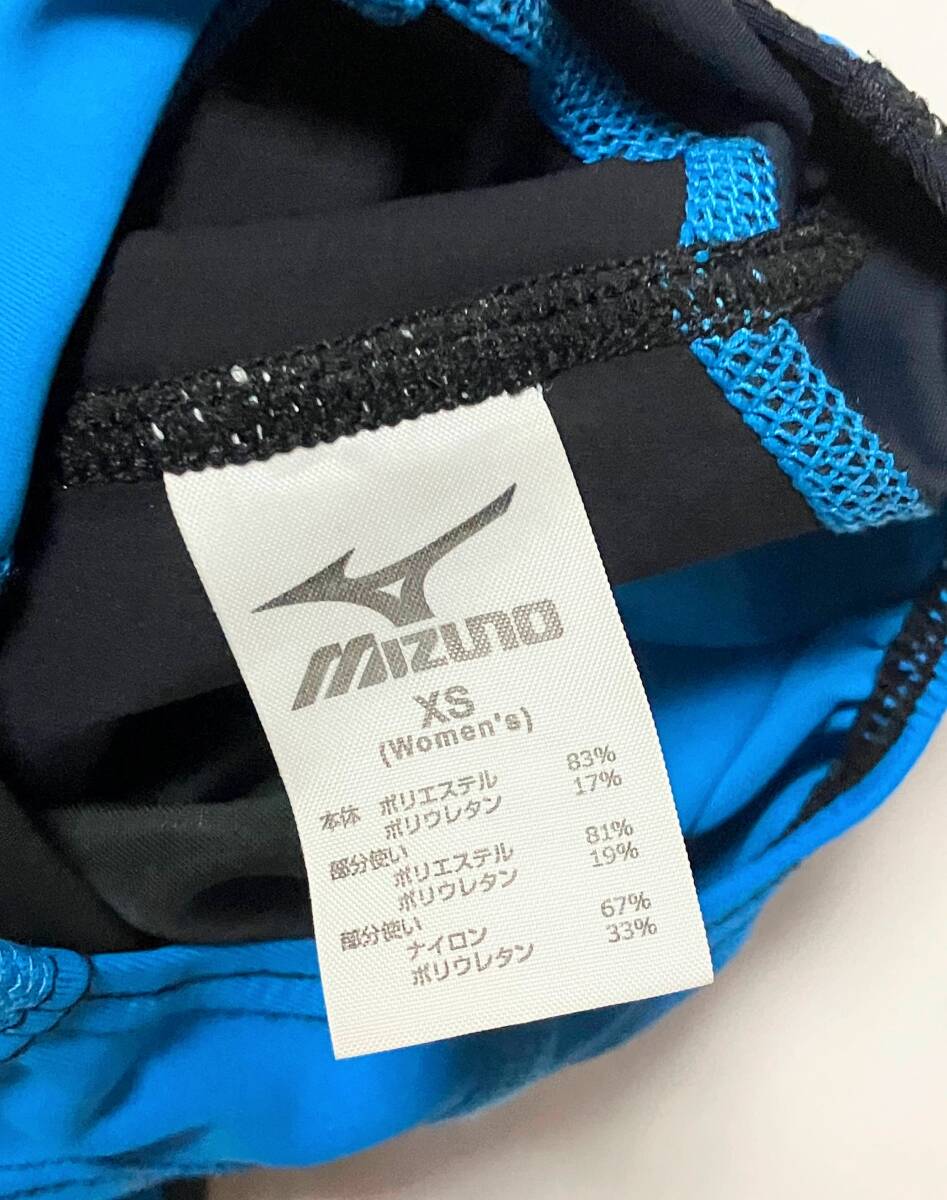 MIZUNO
XS
(Women's)
本体 ポリエステル 83%
ポリウレタン 17%
部分使い
ポリエステル 81%
ポリウレタン 19%
部分使い
ナイロン 67%
ポリウレタン 33%